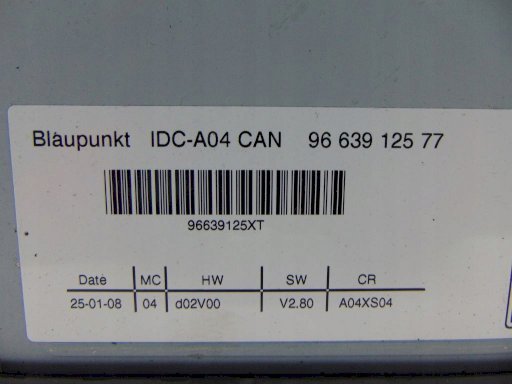 Blaupunkt IDC-A04 CAN 96 639 125 77
96639125XT
Date MC HW SW CR
25-01-08 04 d02V00 V2.80 A04XS04